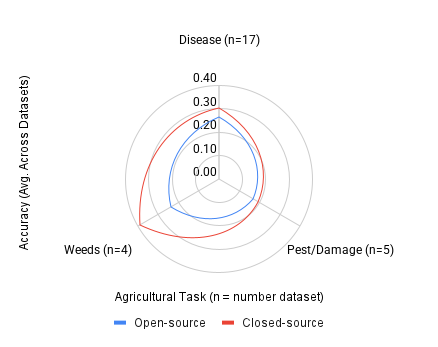 Disease (n=17)
Accuracy (Avg. Across Datasets)
0.40
0.30
0.20
0.10
0.00
Weeds (n=4)
Pest/Damage (n=5)
Agricultural Task (n = number dataset)
Open-source
Closed-source